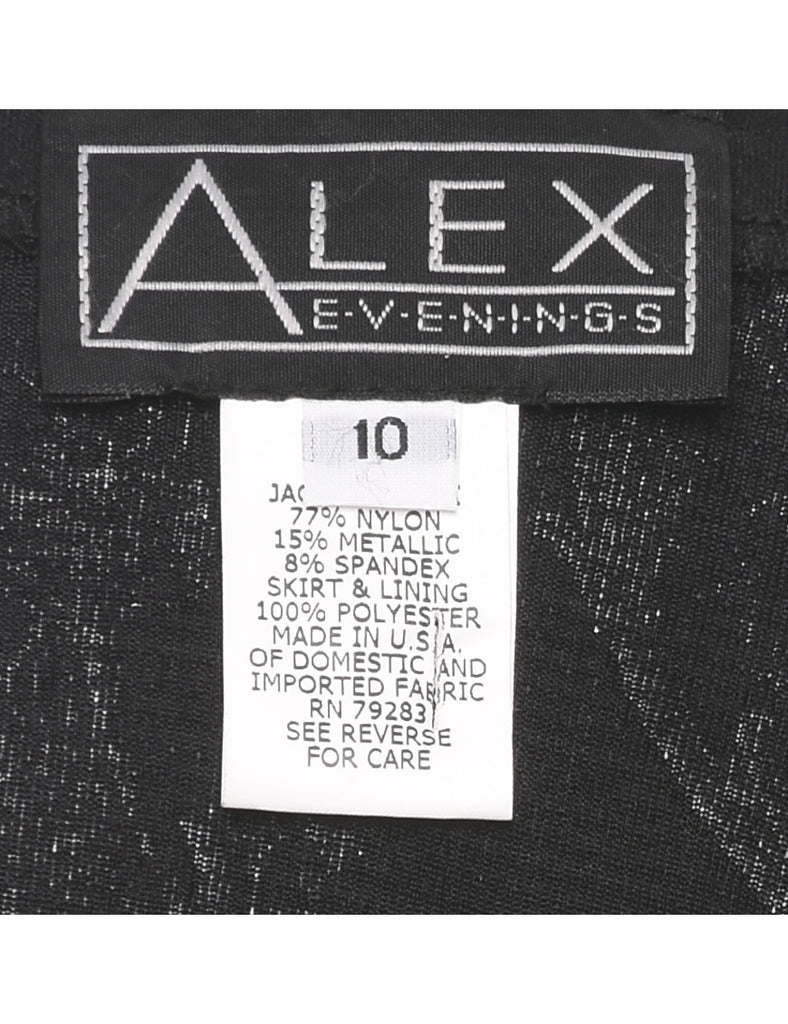 ALEX
E·V·E·N·I·N·G·S
10
77% NYLON
15% METALLIC
8% SPANDEX
SKIRT & LINING
100% POLYESTER
MADE IN U.S.A.
OF DOMESTIC AND
IMPORTED FABRIC
RN 79283
SEE REVERSE
FOR CARE